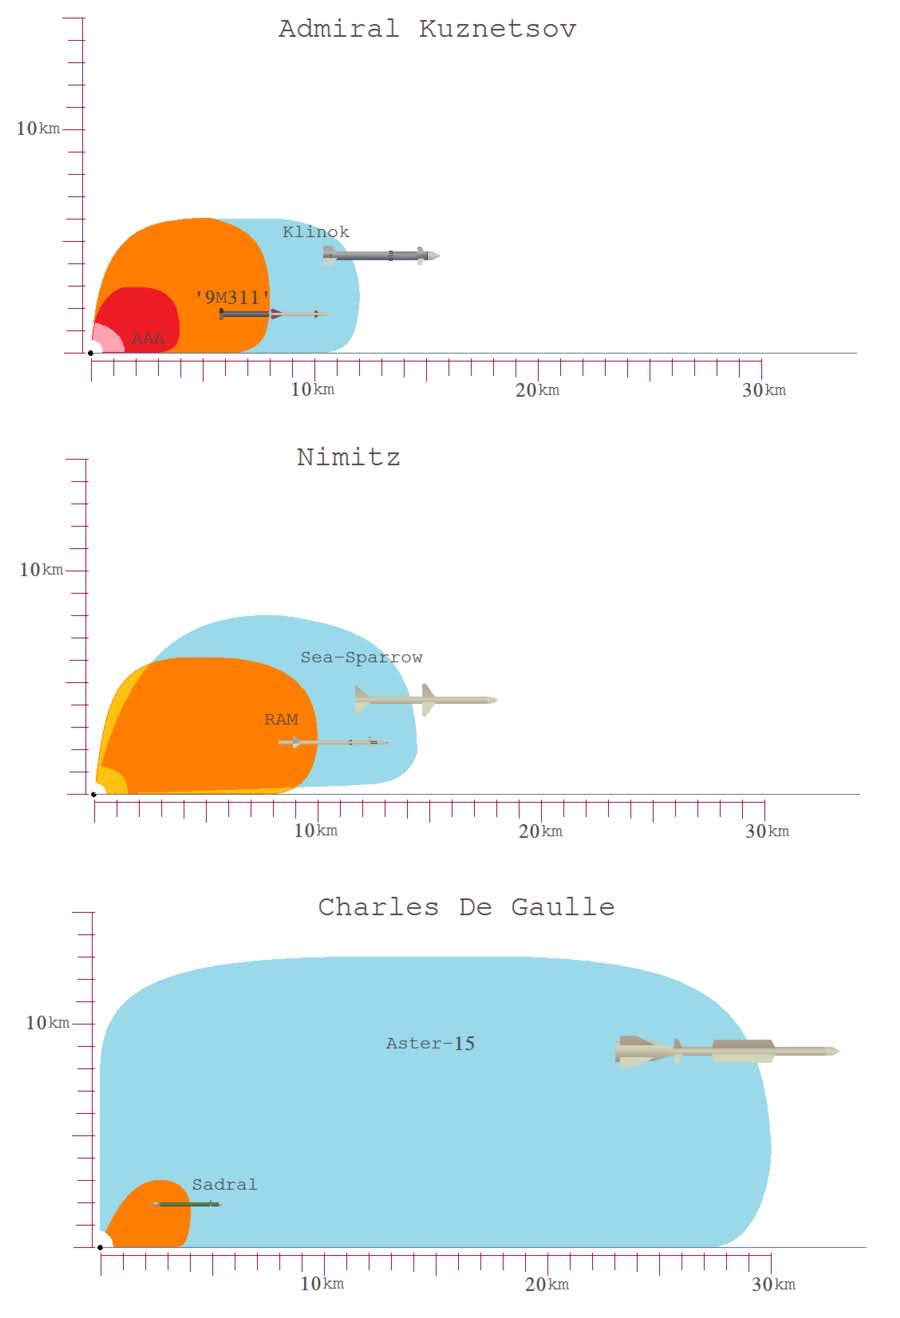 Admiral Kuznetsov
10km
Klinok
'9M311'
AAA
10km 20km 30km
Nimitz
10km
Sea-Sparrow
RAM
10km 20km 30km
Charles De Gaulle
10km
Aster-15
Sadral
10km 20km 30km